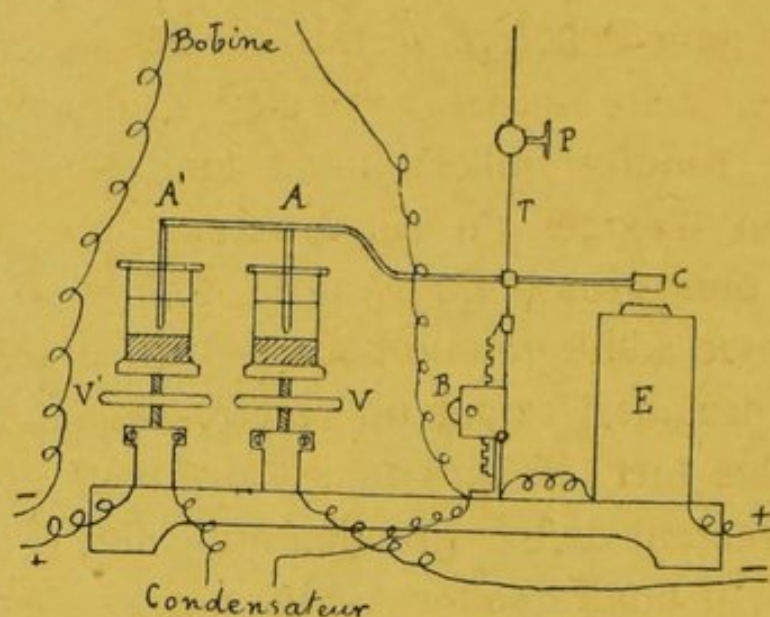 Bobine
P
A' A
T
C
B
V' V
E
-
+
+
-
Condensateur